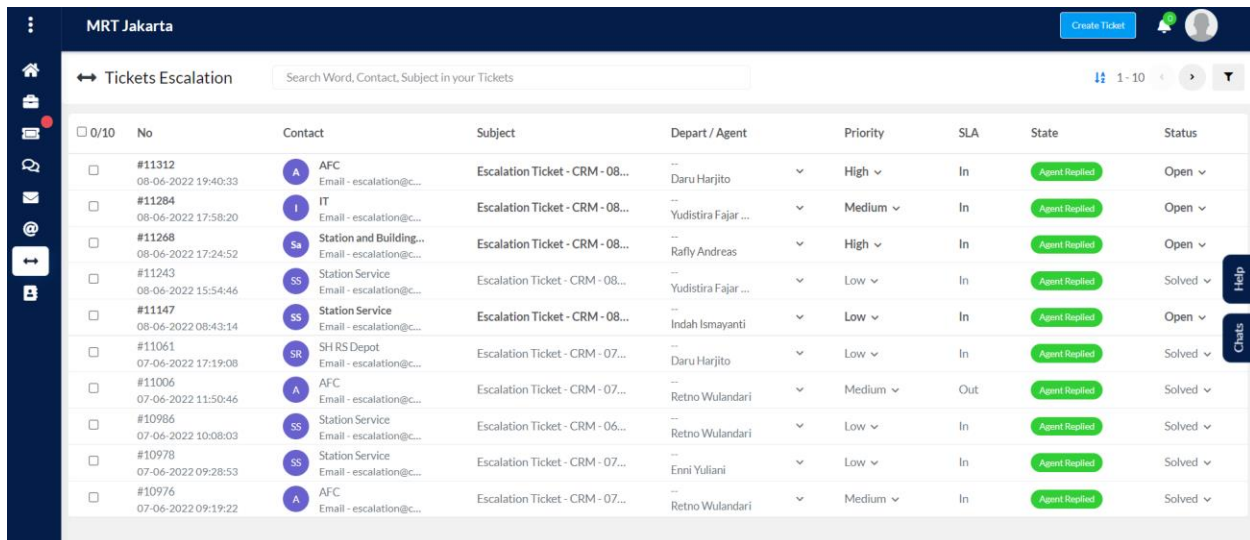 MRT Jakarta
Create Ticket
0
Tickets Escalation
Search Word, Contact, Subject in your Tickets
1 - 10
0/10 No Contact Subject Depart / Agent Priority SLA State Status
#11312 A AFC Escalation Ticket - CRM - 08... -- High In Agent Replied Open
08-06-2022 19:40:33 Email - escalation@c... Daru Harjito
#11284 I IT Escalation Ticket - CRM - 08... -- Medium In Agent Replied Open
08-06-2022 17:58:20 Email - escalation@c... Yudistira Fajar ...
#11268 Sa Station and Building... Escalation Ticket - CRM - 08... -- High In Agent Replied Open
08-06-2022 17:24:52 Email - escalation@c... Rafly Andreas
#11243 SS Station Service Escalation Ticket - CRM - 08... -- Low In Agent Replied Solved
08-06-2022 15:54:46 Email - escalation@c... Yudistira Fajar ...
#11147 SS Station Service Escalation Ticket - CRM - 08... -- Low In Agent Replied Open
08-06-2022 08:43:14 Email - escalation@c... Indah Ismayanti
#11061 SR SH RS Depot Escalation Ticket - CRM - 07... -- Low In Agent Replied Solved
07-06-2022 17:19:08 Email - escalation@c... Daru Harjito
#11006 A AFC Escalation Ticket - CRM - 07... -- Medium Out Agent Replied Solved
07-06-2022 11:50:46 Email - escalation@c... Retno Wulandari
#10986 SS Station Service Escalation Ticket - CRM - 06... -- Low In Agent Replied Solved
07-06-2022 10:08:03 Email - escalation@c... Retno Wulandari
#10978 SS Station Service Escalation Ticket - CRM - 07... -- Low In Agent Replied Solved
07-06-2022 09:28:53 Email - escalation@c... Enni Yuliani
#10976 A AFC Escalation Ticket - CRM - 07... -- Medium In Agent Replied Solved
07-06-2022 09:19:22 Email - escalation@c... Retno Wulandari
Help
Chats